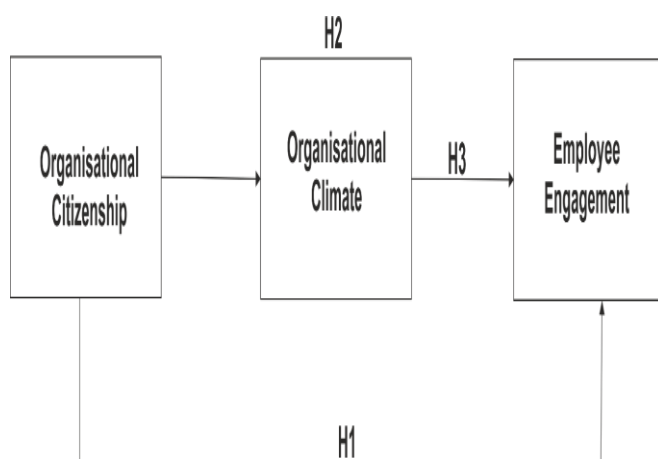 H2
Organisational
Citizenship
Organisational
Climate
H3
Employee
Engagement
H1